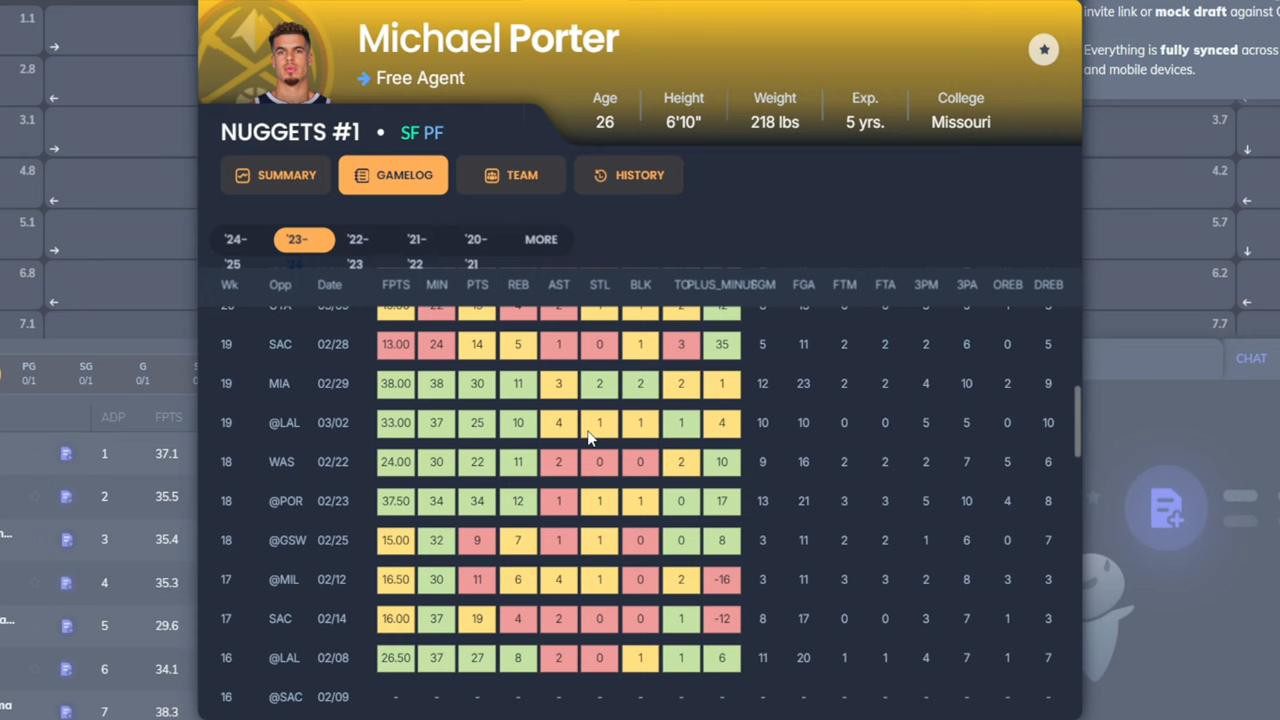 1.1
2.8
3.1
4.8
5.1
6.8
7.1
invite link or mock draft against
Everything is fully synced across
and mobile devices.
3.7
4.2
5.7
6.2
7.7
CHAT
Michael Porter
Free Agent
Age Height Weight Exp. College
26 6'10" 218 lbs 5 yrs. Missouri
NUGGETS #1 • SF PF
SUMMARY GAMELOG TEAM HISTORY
'24- '23- '22- '21- '20- MORE
'25 '24 '23 '22 '21
Wk Opp Date FPTS MIN PTS REB AST STL BLK TO PLUS_MINUS FGM FGA FTM FTA 3PM 3PA OREB DREB
19 SAC 02/28 13.00 24 14 5 1 0 1 3 35 5 11 2 2 2 6 0 5
19 MIA 02/29 38.00 38 30 11 3 2 2 2 1 12 23 2 2 4 10 2 9
19 @LAL 03/02 33.00 37 25 10 4 1 1 1 4 10 10 0 0 5 5 0 10
18 WAS 02/22 24.00 30 22 11 2 0 0 2 10 9 16 2 2 2 7 5 6
18 @POR 02/23 37.50 34 34 12 1 1 1 0 17 13 21 3 3 5 10 4 8
18 @GSW 02/25 15.00 32 9 7 1 1 0 0 8 3 11 2 2 1 6 0 7
17 @MIL 02/12 16.50 30 11 6 4 1 0 2 -16 3 11 3 3 2 8 3 3
17 SAC 02/14 16.00 37 19 4 2 0 0 1 -12 8 17 0 0 3 7 1 3
16 @LAL 02/08 26.50 37 27 8 2 0 1 1 6 11 20 1 1 4 7 1 7
16 @SAC 02/09 - - - - - - - - - - - - - - - - -
PG SG G
0/1 0/1 0/1
ADP FPTS
1 37.1
2 35.5
3 35.4
4 35.3
5 29.6
6 34.1
7 38.3